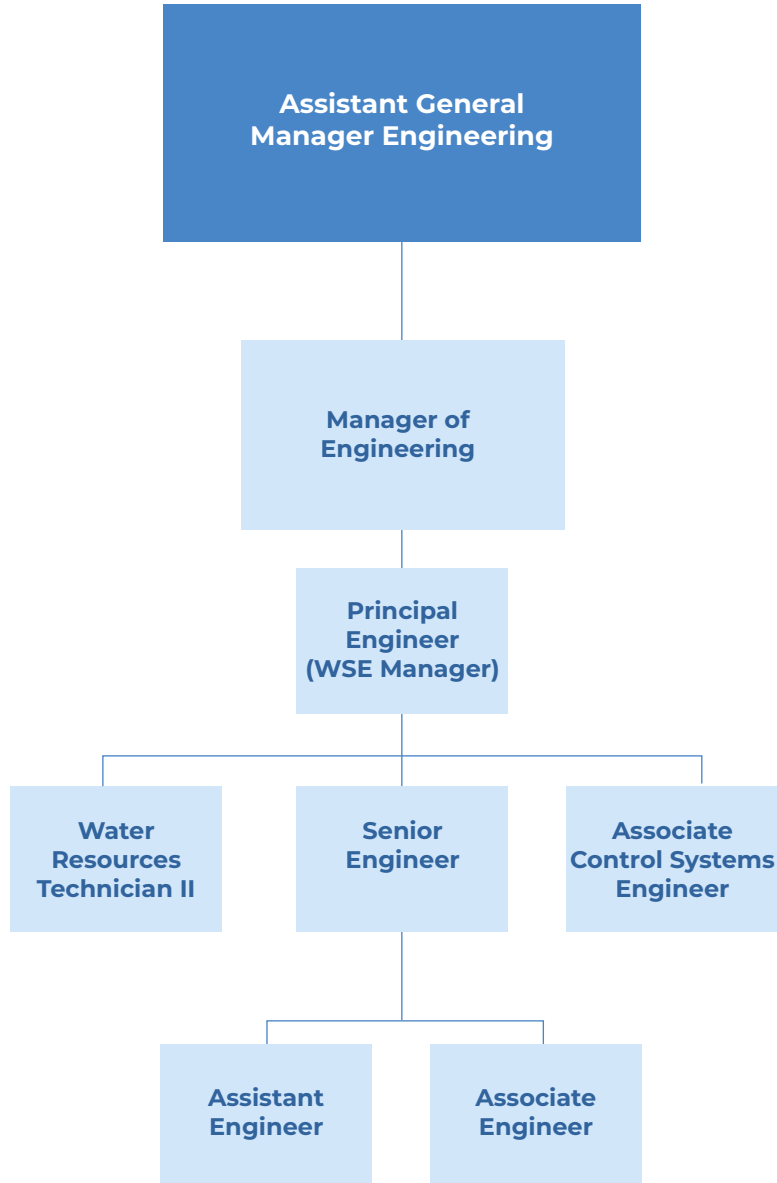 Assistant General
Manager Engineering
Manager of
Engineering
Principal
Engineer
(WSE Manager)
Water
Resources
Technician II
Senior
Engineer
Associate
Control Systems
Engineer
Assistant
Engineer
Associate
Engineer